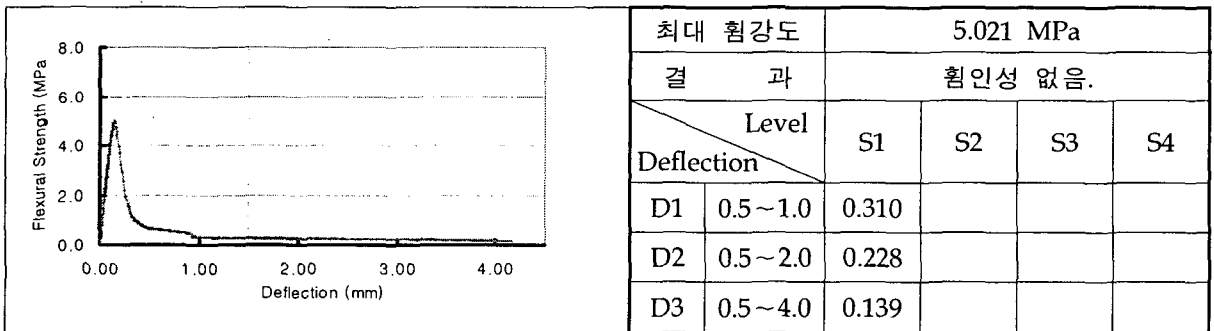 8.0
6.0
4.0
2.0
0.0
Flexural Strength (MPa)
0.00 1.00 2.00 3.00 4.00
Deflection (mm)
최대 휨강도 5.021 MPa
결 과 휨인성 없음.
Level
Deflection
S1 S2 S3 S4
D1 0.5~1.0 0.310
D2 0.5~2.0 0.228
D3 0.5~4.0 0.139